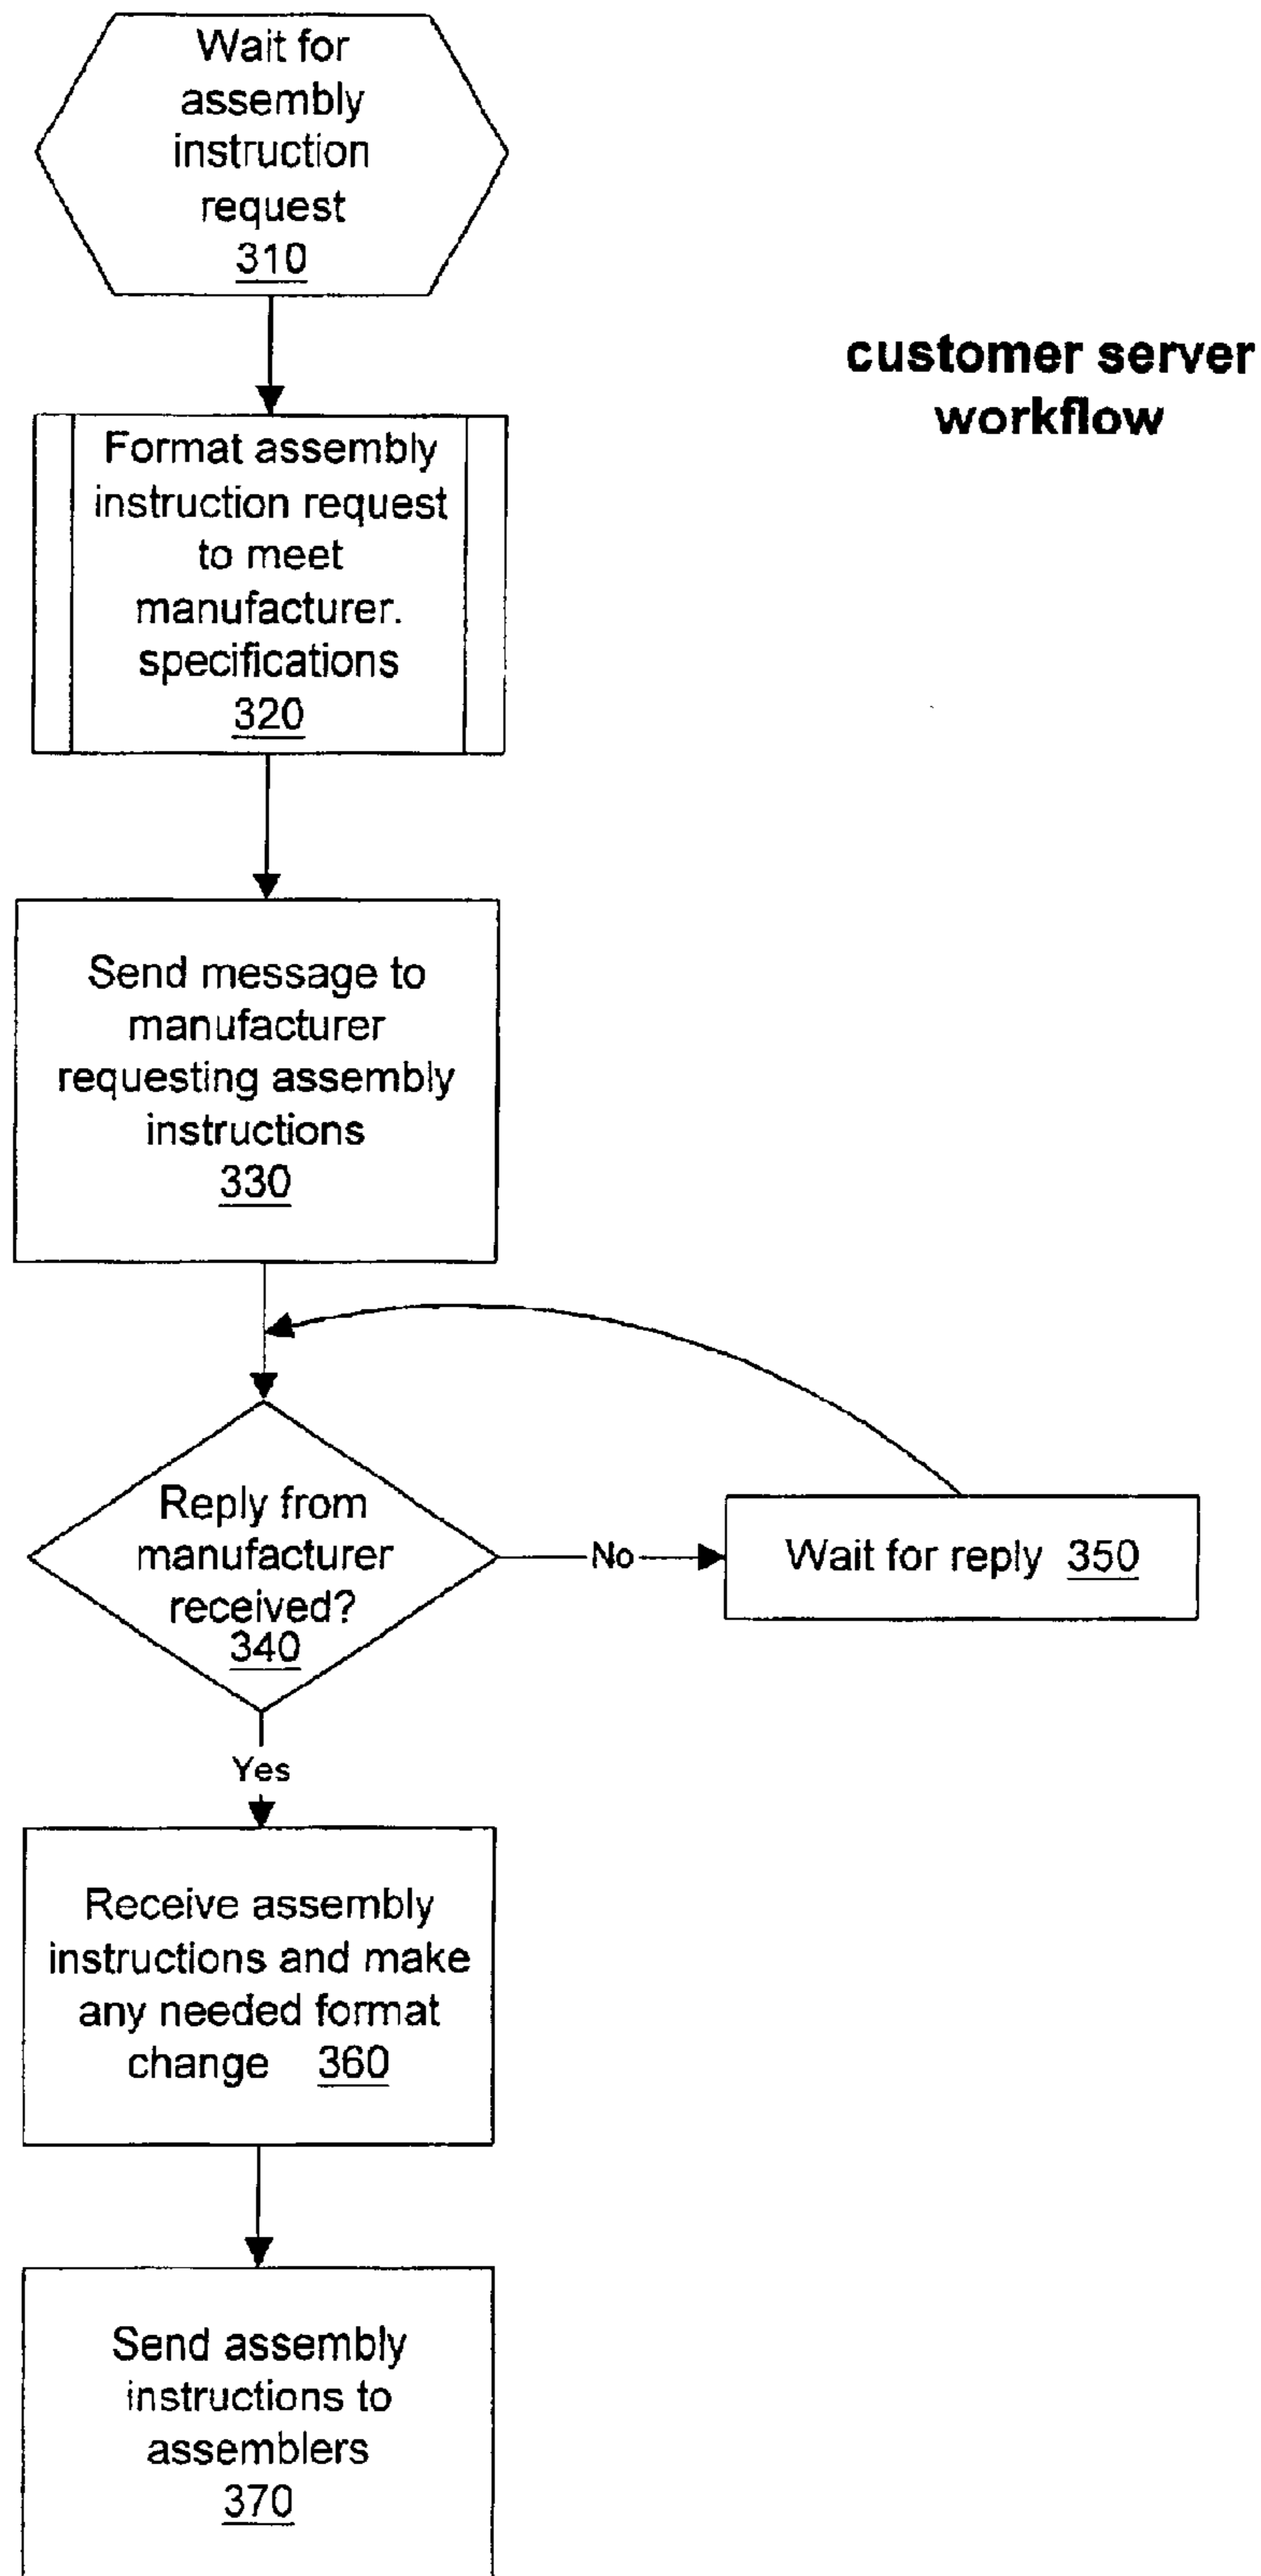 Wait for
assembly
instruction
request
310
customer server
workflow
Format assembly
instruction request
to meet
manufacturer.
specifications
320
Send message to
manufacturer
requesting assembly
instructions
330
Reply from
manufacturer
received?
340
No
Wait for reply 350
Yes
Receive assembly
instructions and make
any needed format
change 360
Send assembly
instructions to
assemblers
370